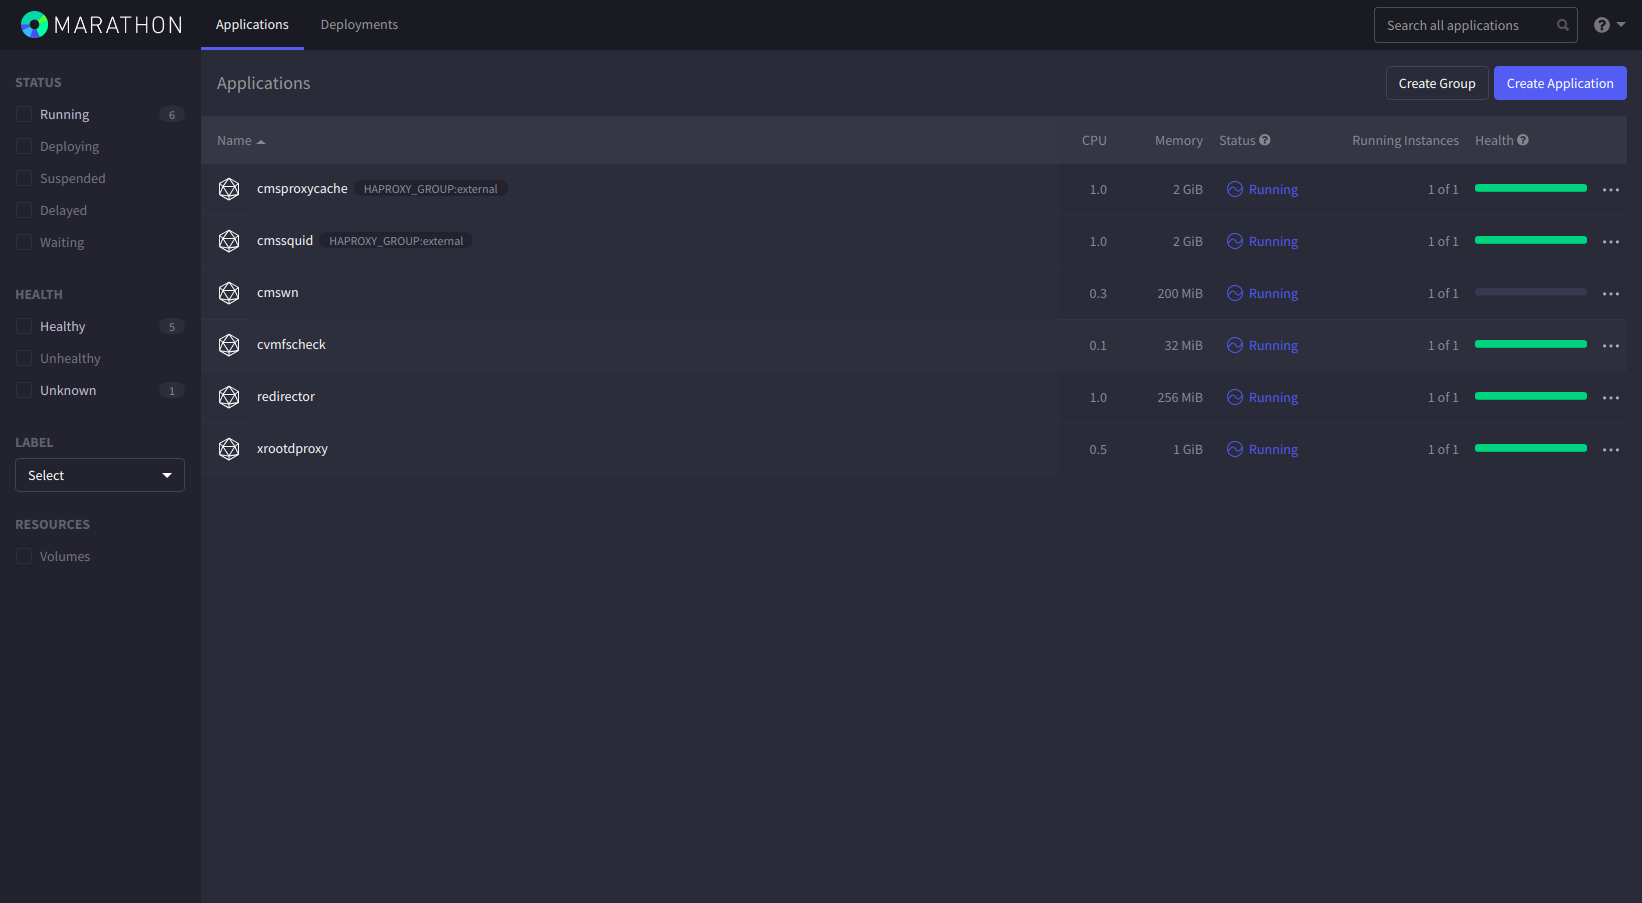 MARATHON
Applications
Deployments
Search all applications
STATUS
Running 6
Deploying
Suspended
Delayed
Waiting
HEALTH
Healthy 5
Unhealthy
Unknown 1
LABEL
Select
RESOURCES
Volumes
Applications
Create Group
Create Application
Name CPU Memory Status Running Instances Health
cmsproxycache HAPROXY_GROUP:external 1.0 2 GiB Running 1 of 1
cmssquid HAPROXY_GROUP:external 1.0 2 GiB Running 1 of 1
cmswn 0.3 200 MiB Running 1 of 1
cvmfscheck 0.1 32 MiB Running 1 of 1
redirector 1.0 256 MiB Running 1 of 1
xrootdproxy 0.5 1 GiB Running 1 of 1